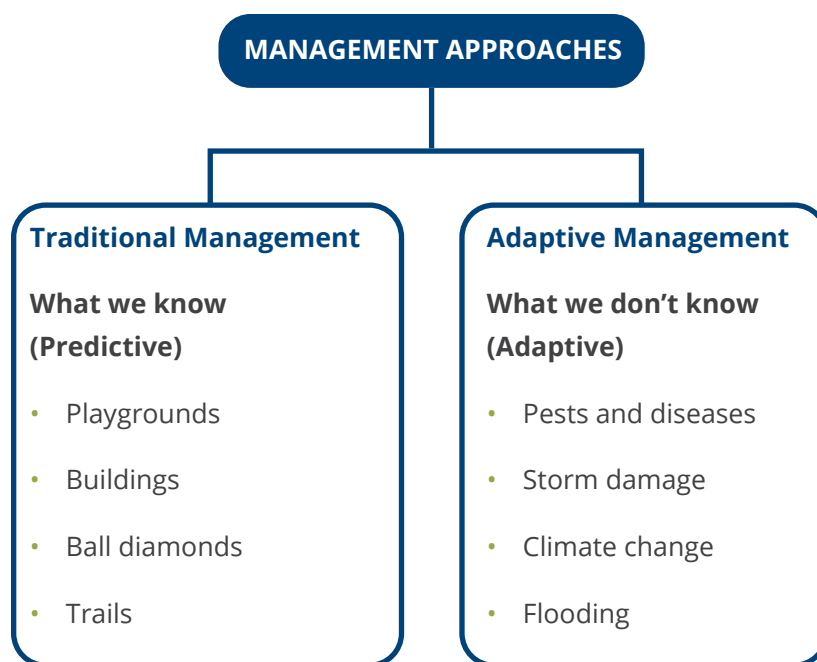 MANAGEMENT APPROACHES
Traditional Management
What we know
(Predictive)
• Playgrounds
• Buildings
• Ball diamonds
• Trails
Adaptive Management
What we don’t know
(Adaptive)
• Pests and diseases
• Storm damage
• Climate change
• Flooding